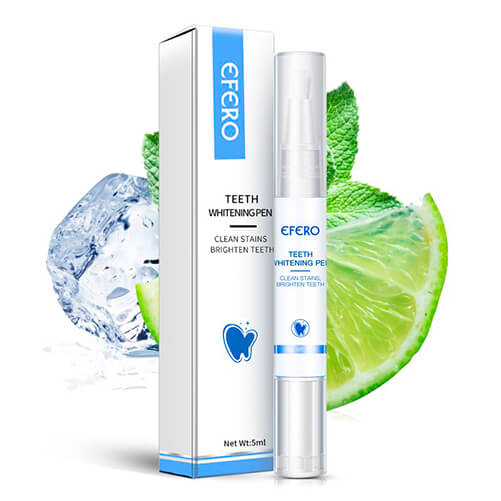 EFERO
TEETH
WHITENING PEN
CLEAN STAINS
BRIGHTEN TEETH
Net Wt:5ml
EFERO
TEETH
WHITENING PEN
CLEAN STAINS,
BRIGHTEN TEETH